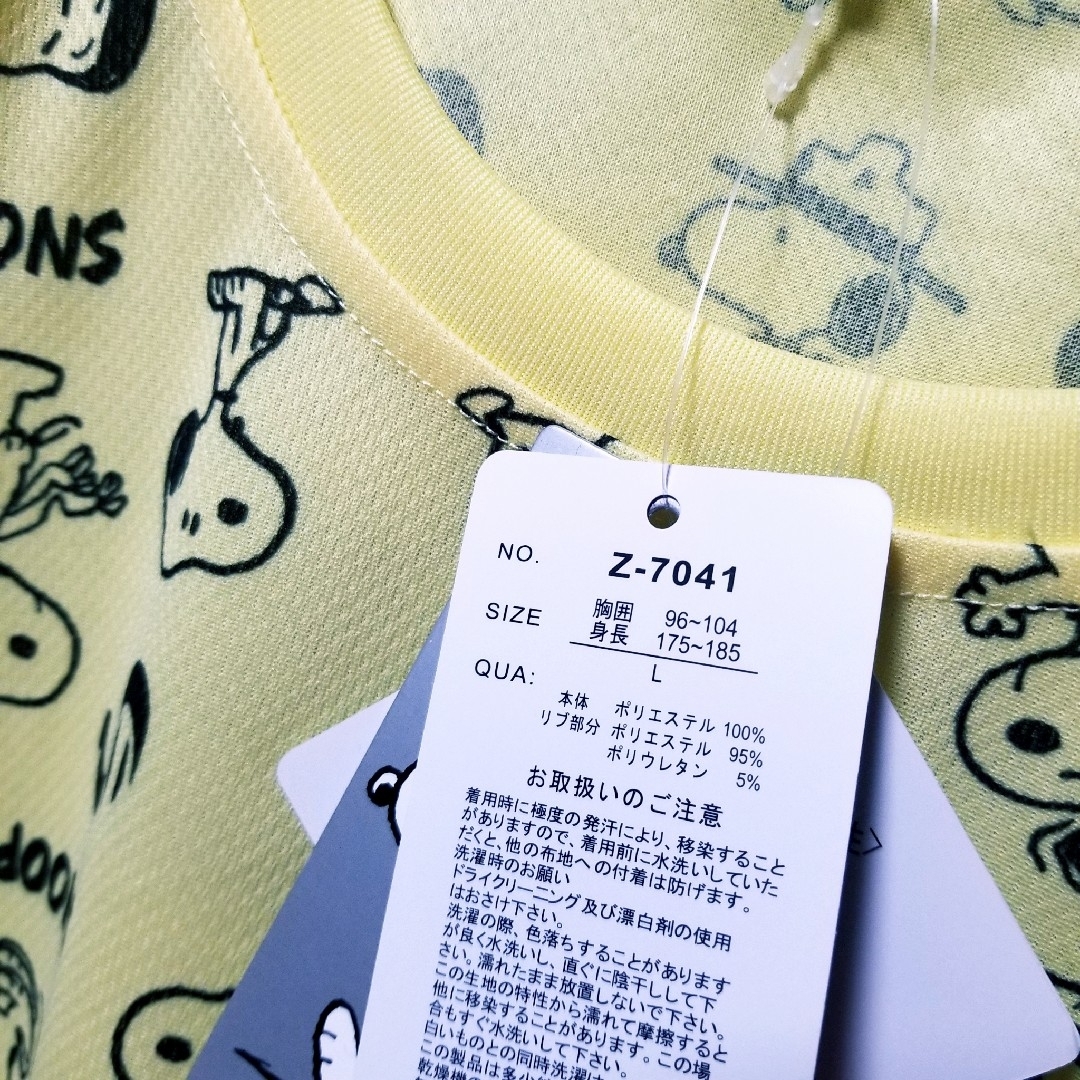 ONS
NO. Z-7041
SIZE 胸囲 96~104
身長 175~185
L
QUA: 本体 ポリエステル 100%
リブ部分 ポリエステル 95%
ポリウレタン 5%
お取扱いのご注意
着用時に極度の発汗により、移染すること
がありますので、着用前に水洗いしていた
だくと、他の布地への付着は防げます。
洗濯時のお願い
ドライクリーニング及び漂白剤の使用
はおさけ下さい。
洗濯の際、色落ちすることがあります
が良く水洗いし、直ぐに陰干しして下
さい。濡れたまま放置しないで下さい。
この生地の特性から濡れて摩擦すると
他に移染することがあります。この場
合もすぐ水洗いして下さい。
白いものとの同時洗濯は
この製品は多少
乾燥機の